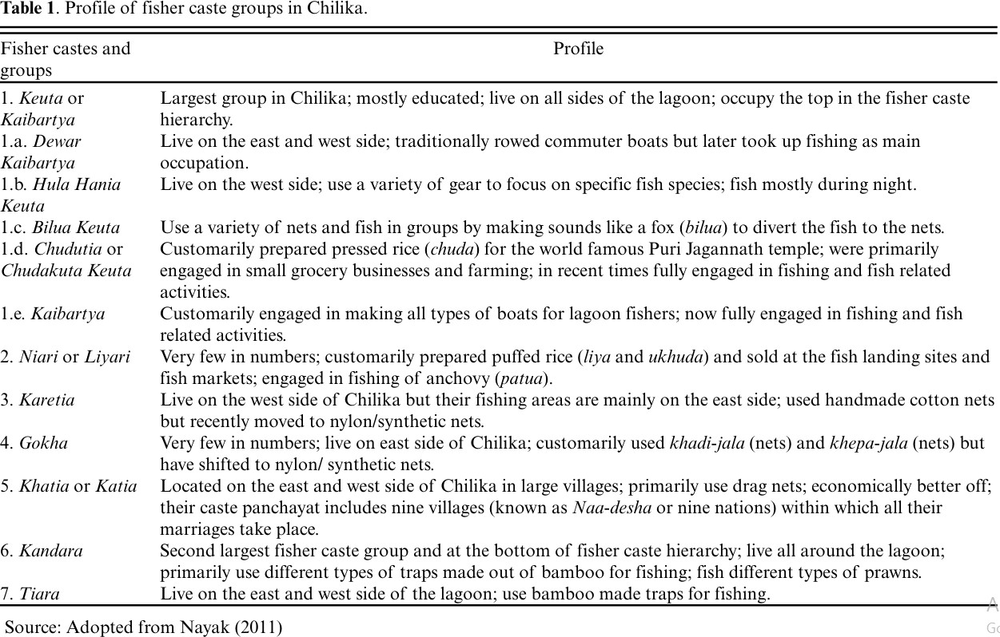 Table 1. Profile of fisher caste groups in Chilika.
Fisher castes and groups
Profile
1. Keuta or Kaibartya
Largest group in Chilika; mostly educated; live on all sides of the lagoon; occupy the top in the fisher caste
hierarchy.
1.a. Dewar Kaibartya
Live on the east and west side; traditionally rowed commuter boats but later took up fishing as main
occupation.
1.b. Hula Hania Keuta
Live on the west side; use a variety of gear to focus on specific fish species; fish mostly during night.
1.c. Bilua Keuta
Use a variety of nets and fish in groups by making sounds like a fox (bilua) to divert the fish to the nets.
1.d. Chudutia or Chudakuta Keuta
Customarily prepared pressed rice (chuda) for the world famous Puri Jagannath temple; were primarily
engaged in small grocery businesses and farming; in recent times fully engaged in fishing and fish related
activities.
1.e. Kaibartya
Customarily engaged in making all types of boats for lagoon fishers; now fully engaged in fishing and fish
related activities.
2. Niari or Liyari
Very few in numbers; customarily prepared puffed rice (liya and ukhuda) and sold at the fish landing sites and
fish markets; engaged in fishing of anchovy (patua).
3. Karetia
Live on the west side of Chilika but their fishing areas are mainly on the east side; used handmade cotton nets
but recently moved to nylon/synthetic nets.
4. Gokha
Very few in numbers; live on east side of Chilika; customarily used khadi-jala (nets) and khepa-jala (nets) but
have shifted to nylon/ synthetic nets.
5. Khatia or Katia
Located on the east and west side of Chilika in large villages; primarily use drag nets; economically better off;
their caste panchayat includes nine villages (known as Naa-desha or nine nations) within which all their
marriages take place.
6. Kandara
Second largest fisher caste group and at the bottom of fisher caste hierarchy; live all around the lagoon;
primarily use different types of traps made out of bamboo for fishing; fish different types of prawns.
7. Tiara
Live on the east and west side of the lagoon; use bamboo made traps for fishing.
Source: Adopted from Nayak (2011)